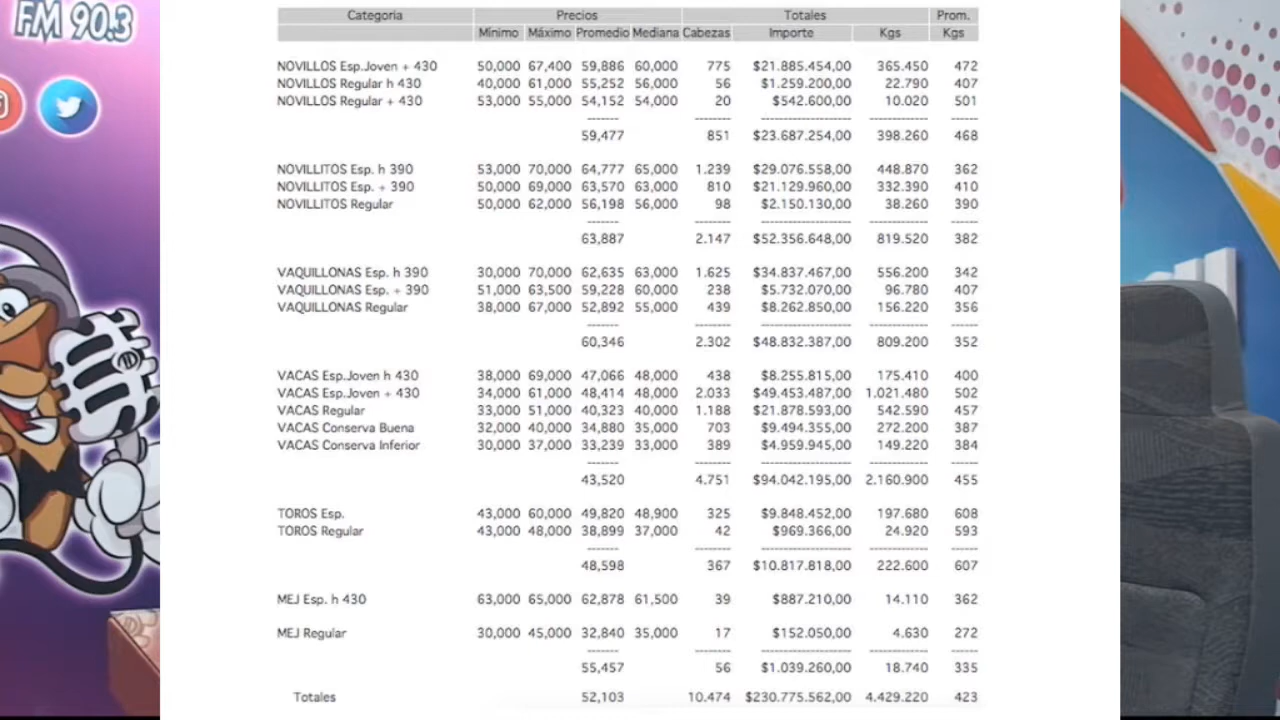 FM 90.3
Categoría Precios Totales Prom.
Mínimo Máximo Promedio Mediana Cabezas Importe Kgs Kgs
NOVILLOS Esp.Joven + 430 50,000 67,400 59,886 60,000 775 $21.885.454,00 365.450 472
NOVILLOS Regular h 430 40,000 61,000 55,252 56,000 56 $1.259.200,00 22.790 407
NOVILLOS Regular + 430 53,000 55,000 54,152 54,000 20 $542.600,00 10.020 501
------- -------- -------------------- ------------- ------
59,477 851 $23.687.254,00 398.260 468
NOVILLITOS Esp. h 390 53,000 70,000 64,777 65,000 1.239 $29.076.558,00 448.870 362
NOVILLITOS Esp. + 390 50,000 69,000 63,570 63,000 810 $21.129.960,00 332.390 410
NOVILLITOS Regular 50,000 62,000 56,198 56,000 98 $2.150.130,00 38.260 390
------- -------- -------------------- ------------- ------
63,887 2.147 $52.356.648,00 819.520 382
VAQUILLONAS Esp. h 390 30,000 70,000 62,635 63,000 1.625 $34.837.467,00 556.200 342
VAQUILLONAS Esp. + 390 51,000 63,500 59,228 60,000 238 $5.732.070,00 96.780 407
VAQUILLONAS Regular 38,000 67,000 52,892 55,000 439 $8.262.850,00 156.220 356
------- -------- -------------------- ------------- ------
60,346 2.302 $48.832.387,00 809.200 352
VACAS Esp.Joven h 430 38,000 69,000 47,066 48,000 438 $8.255.815,00 175.410 400
VACAS Esp.Joven + 430 34,000 61,000 48,414 48,000 2.033 $49.453.487,00 1.021.480 502
VACAS Regular 33,000 51,000 40,323 40,000 1.188 $21.878.593,00 542.590 457
VACAS Conserva Buena 32,000 40,000 34,880 35,000 703 $9.494.355,00 272.200 387
VACAS Conserva Inferior 30,000 37,000 33,239 33,000 389 $4.959.945,00 149.220 384
------- -------- -------------------- ------------- ------
43,520 4.751 $94.042.195,00 2.160.900 455
TOROS Esp. 43,000 60,000 49,820 48,900 325 $9.848.452,00 197.680 608
TOROS Regular 43,000 48,000 38,899 37,000 42 $969.366,00 24.920 593
------- -------- -------------------- ------------- ------
48,598 367 $10.817.818,00 222.600 607
MEJ Esp. h 430 63,000 65,000 62,878 61,500 39 $887.210,00 14.110 362
MEJ Regular 30,000 45,000 32,840 35,000 17 $152.050,00 4.630 272
------- -------- -------------------- ------------- ------
55,457 56 $1.039.260,00 18.740 335
Totales 52,103 10.474 $230.775.562,00 4.429.220 423